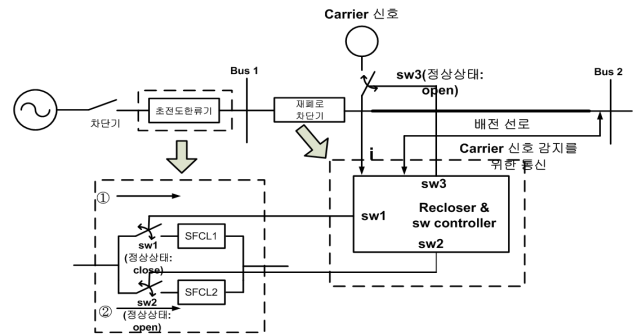 Carrier 신호
Bus 1
sw3(정상상태:
open)
Bus 2
초전도한류기
재폐로
차단기
차단기
배전 선로
i
Carrier 신호 감지를
위한 통신
sw3
①
sw1
Recloser &
sw controller
SFCL1
sw1
(정상상태:
close)
sw2
SFCL2
②
sw2
(정상상태:
open)